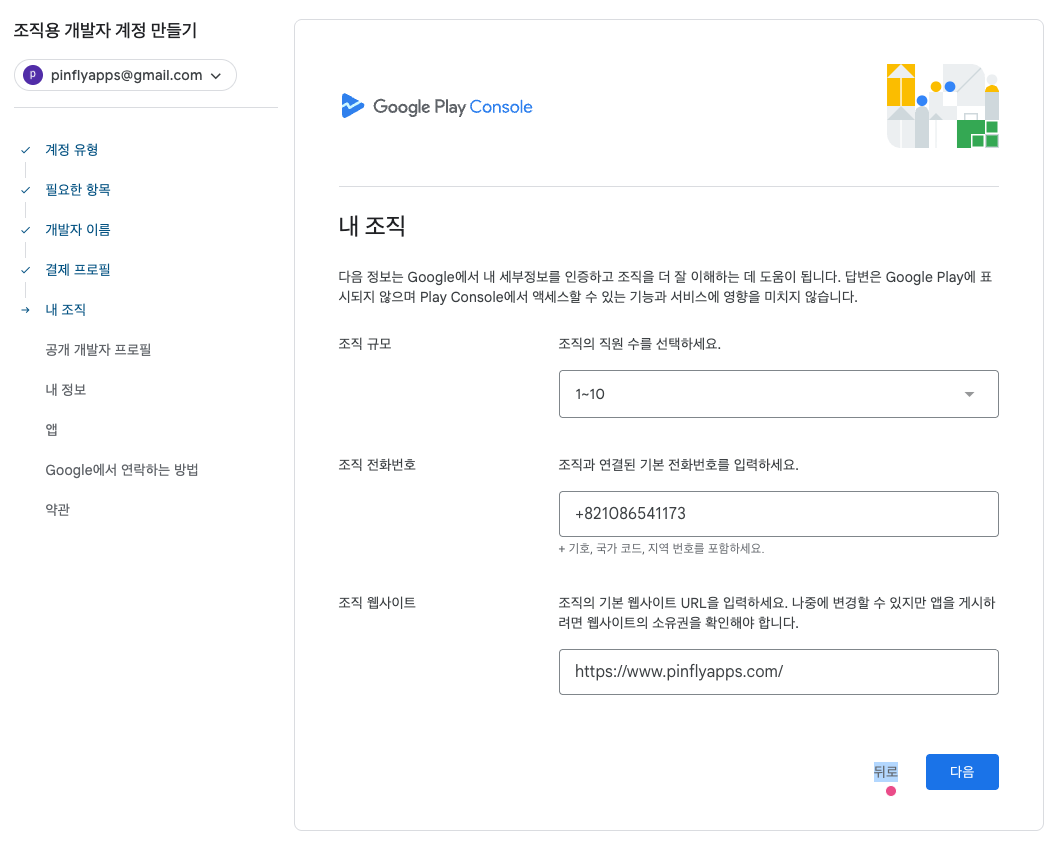 조직용 개발자 계정 만들기
p pinflyapps@gmail.com
계정 유형
필요한 항목
개발자 이름
결제 프로필
내 조직
공개 개발자 프로필
내 정보
앱
Google에서 연락하는 방법
약관
Google Play Console
내 조직
다음 정보는 Google에서 내 세부정보를 인증하고 조직을 더 잘 이해하는 데 도움이 됩니다. 답변은 Google Play에 표
시되지 않으며 Play Console에서 액세스할 수 있는 기능과 서비스에 영향을 미치지 않습니다.
조직 규모
조직의 직원 수를 선택하세요.
1~10
조직 전화번호
조직과 연결된 기본 전화번호를 입력하세요.
+821086541173
+ 기호, 국가 코드, 지역 번호를 포함하세요.
조직 웹사이트
조직의 기본 웹사이트 URL을 입력하세요. 나중에 변경할 수 있지만 앱을 게시하
려면 웹사이트의 소유권을 확인해야 합니다.
https://www.pinflyapps.com/
뒤로
다음